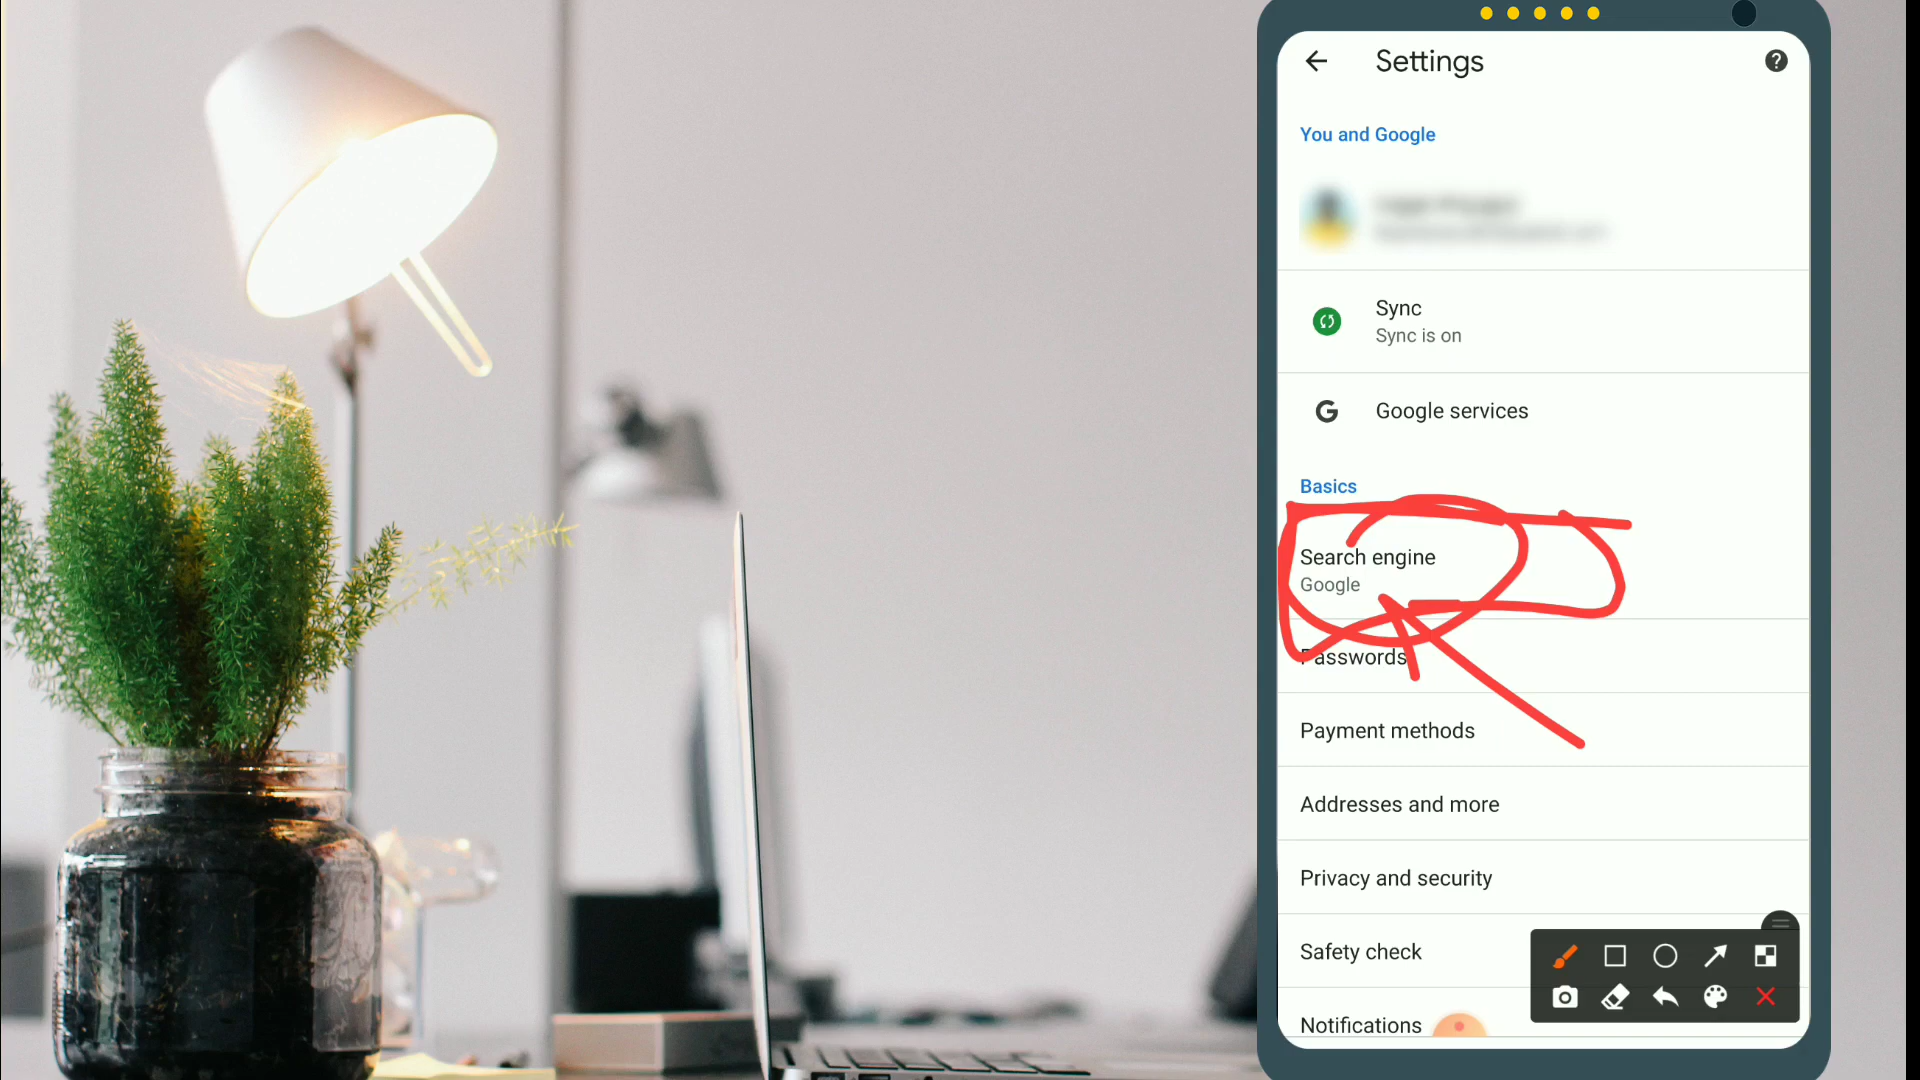 Settings
You and Google
Sync
Sync is on
Google services
Basics
Search engine
Google
Passwords
Payment methods
Addresses and more
Privacy and security
Safety check
Notifications